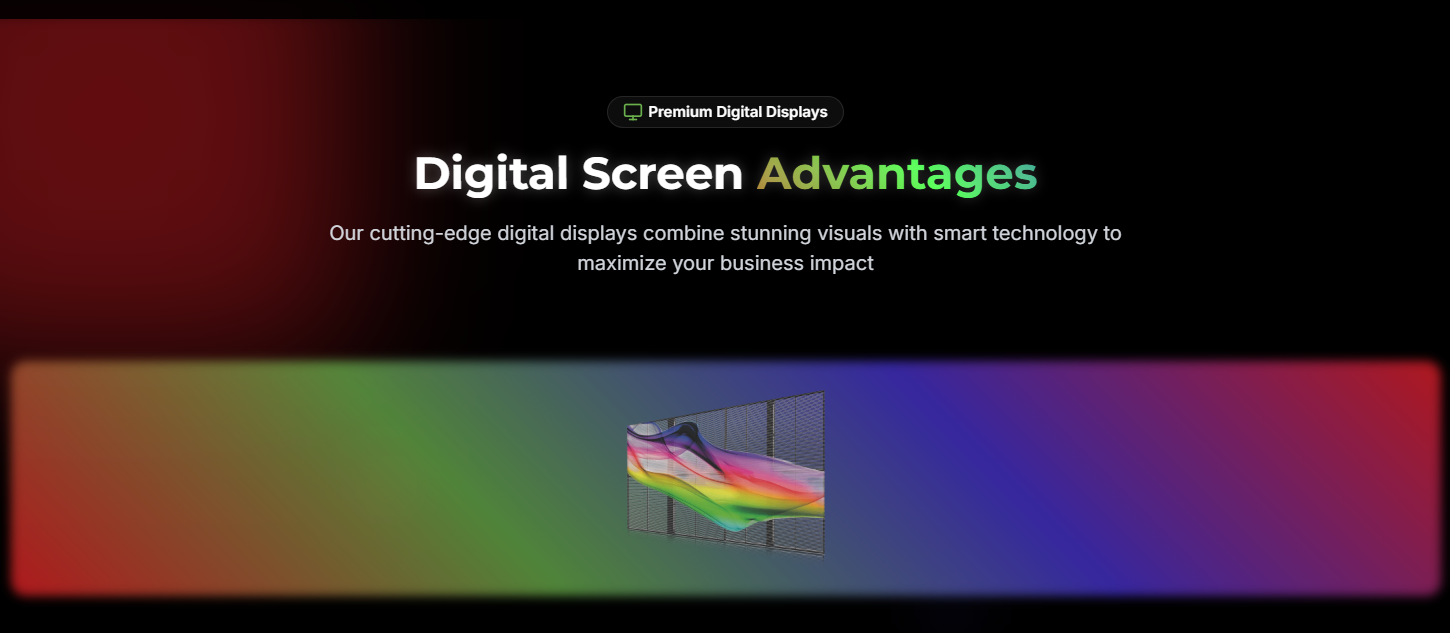 Premium Digital Displays
Digital Screen Advantages
Our cutting-edge digital displays combine stunning visuals with smart technology to
maximize your business impact